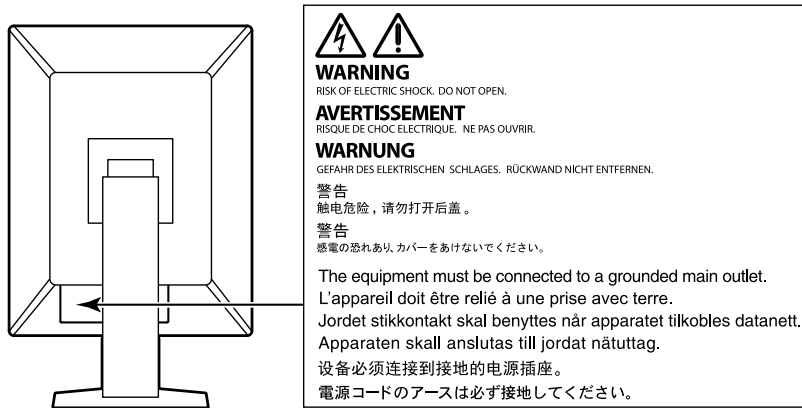 WARNING
RISK OF ELECTRIC SHOCK. DO NOT OPEN.
AVERTISSEMENT
RISQUE DE CHOC ELECTRIQUE. NE PAS OUVRIR.
WARNUNG
GEFAHR DES ELEKTRISCHEN SCHLAGES. RÜCKWAND NICHT ENTFERNEN.
警告
触电危险，请勿打开后盖。
警告
感電の恐れあり、カバーをあけないでください。
The equipment must be connected to a grounded main outlet.
L'appareil doit être relié à une prise avec terre.
Jordet stikkontakt skal benyttes når apparatet tilkobles datanett.
Apparaten skall anslutas till jordat nätuttag.
设备必须连接到接地的电源插座。
電源コードのアースは必ず接地してください。